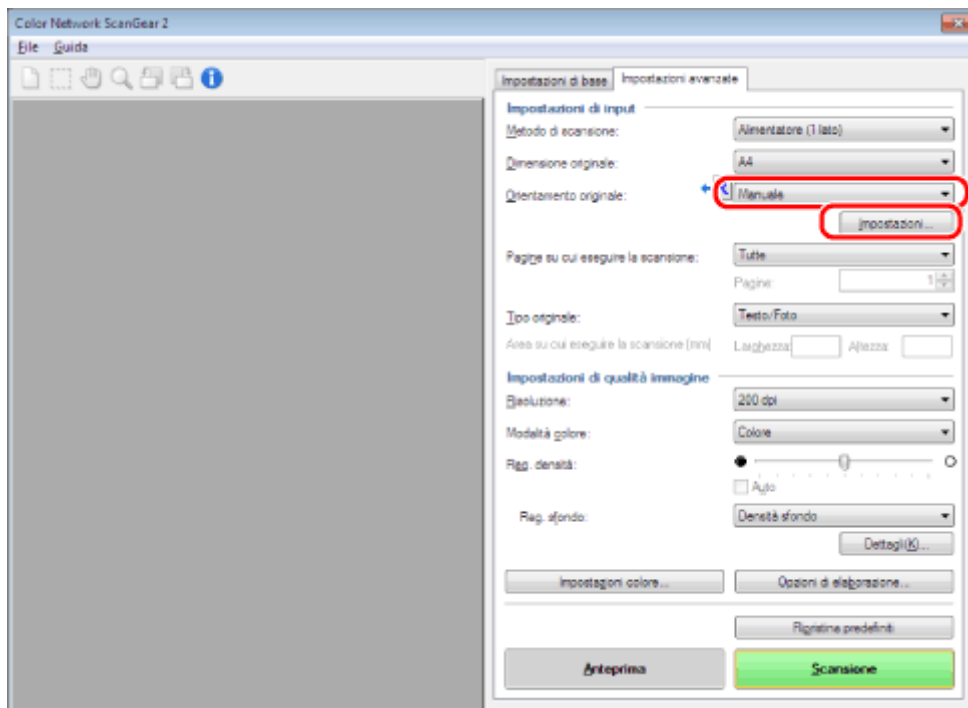 Color Network ScanGear 2
File Guida
Impostazioni di base Impostazioni avanzate
Impostazioni di input
Metodo di scansione: Alimentatore (1 lato)
Dimensione originale: A4
Orientamento originale: Manuale
Impostazioni...
Pagine su cui eseguire la scansione: Tutte
Pagine: 1
Tipo originale: Testo/Foto
Area su cui eseguire la scansione (mm) Larghezza: Altezza:
Impostazioni di qualità immagine
Risoluzione: 200 dpi
Modalità colore: Colore
Reg. densità:
Auto
Reg. sfondo: Densità sfondo
Dettagli(K)...
Impostazioni colore... Opzioni di elaborazione...
Ripristina predefiniti
Anteprima Scansione